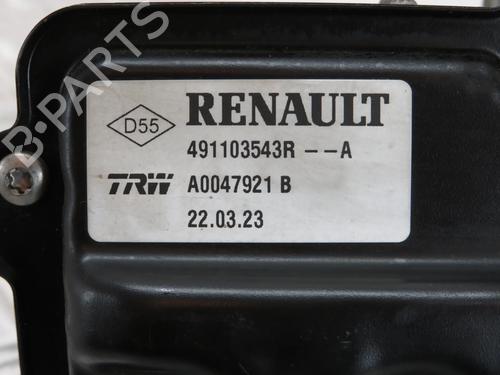 D55
RENAULT
491103543R --A
TRW A0047921 B
22.03.23
B-PARTS